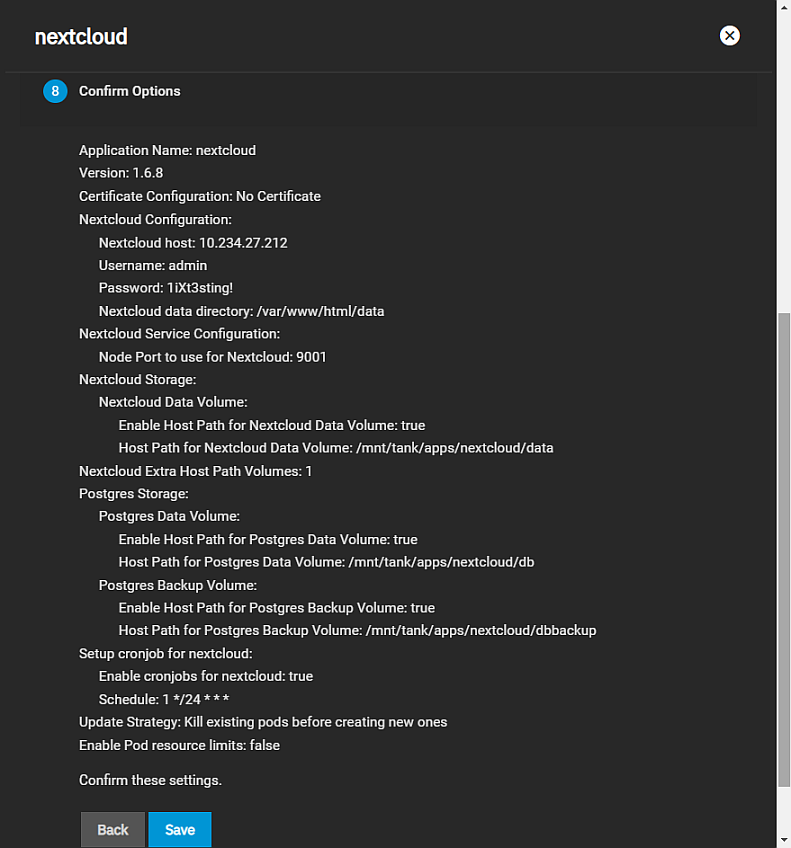 nextcloud
8 Confirm Options
Application Name: nextcloud
Version: 1.6.8
Certificate Configuration: No Certificate
Nextcloud Configuration:
Nextcloud host: 10.234.27.212
Username: admin
Password: 1iXt3sting!
Nextcloud data directory: /var/www/html/data
Nextcloud Service Configuration:
Node Port to use for Nextcloud: 9001
Nextcloud Storage:
Nextcloud Data Volume:
Enable Host Path for Nextcloud Data Volume: true
Host Path for Nextcloud Data Volume: /mnt/tank/apps/nextcloud/data
Nextcloud Extra Host Path Volumes: 1
Postgres Storage:
Postgres Data Volume:
Enable Host Path for Postgres Data Volume: true
Host Path for Postgres Data Volume: /mnt/tank/apps/nextcloud/db
Postgres Backup Volume:
Enable Host Path for Postgres Backup Volume: true
Host Path for Postgres Backup Volume: /mnt/tank/apps/nextcloud/dbbackup
Setup cronjob for nextcloud:
Enable cronjobs for nextcloud: true
Schedule: 1 */24 * * *
Update Strategy: Kill existing pods before creating new ones
Enable Pod resource limits: false
Confirm these settings.
Back Save